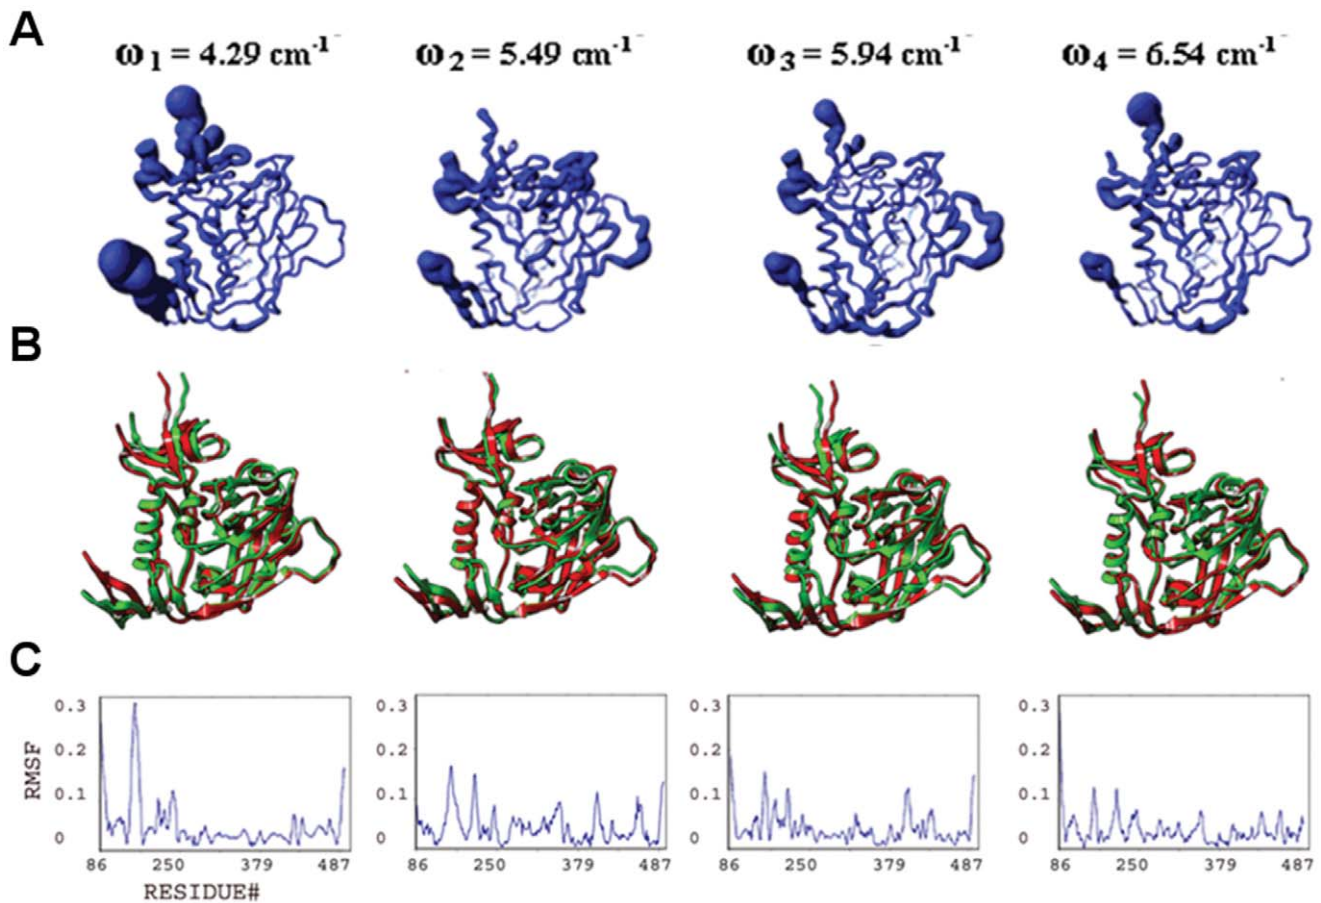 A
ω1 = 4.29 cm-1
ω2 = 5.49 cm-1
ω3 = 5.94 cm-1
ω4 = 6.54 cm-1
B
C
RMSF
0.3
0.2
0.1
0
86 250 379 487
RESIDUE#
0.3
0.2
0.1
0
86 250 379 487
0.3
0.2
0.1
0
86 250 379 487
0.3
0.2
0.1
0
86 250 379 487